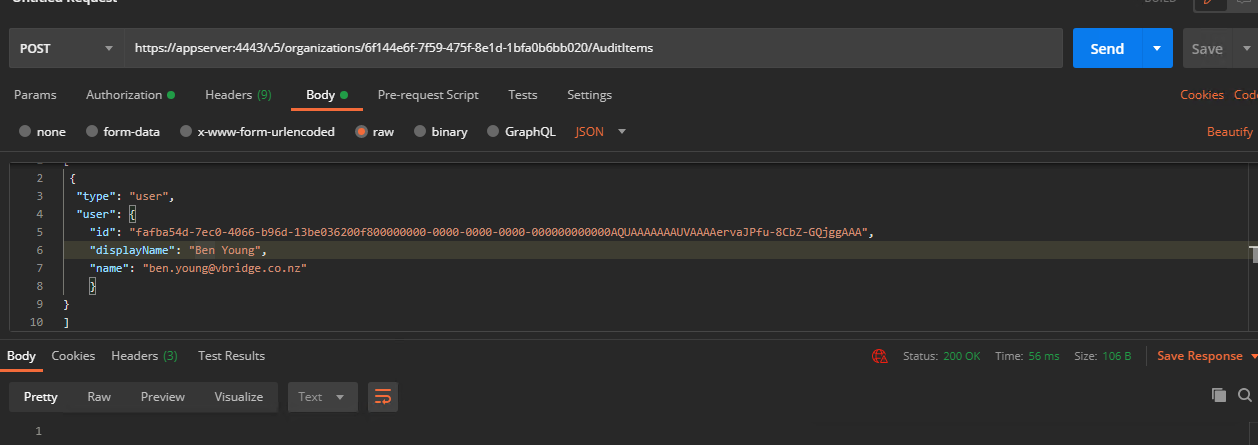 Untitled Request
BUILD
POST https://appserver:4443/v5/organizations/6f144e6f-7f59-475f-8e1d-1bfa0b6bb020/AuditItems Send Save
Params Authorization Headers (9) Body Pre-request Script Tests Settings Cookies Code
none form-data x-www-form-urlencoded raw binary GraphQL JSON Beautify
[
2 {
3 "type": "user",
4 "user": {
5 "id": "fafba54d-7ec0-4066-b96d-13be036200f800000000-0000-0000-0000-000000000000AQUAAAAAAAUVAAAAervaJPfu-8CbZ-GQjggAAA",
6 "displayName": "Ben Young",
7 "name": "ben.young@vbridge.co.nz"
8 }
9 }
10 ]
Body Cookies Headers (3) Test Results Status: 200 OK Time: 56 ms Size: 106 B Save Response
Pretty Raw Preview Visualize Text
1